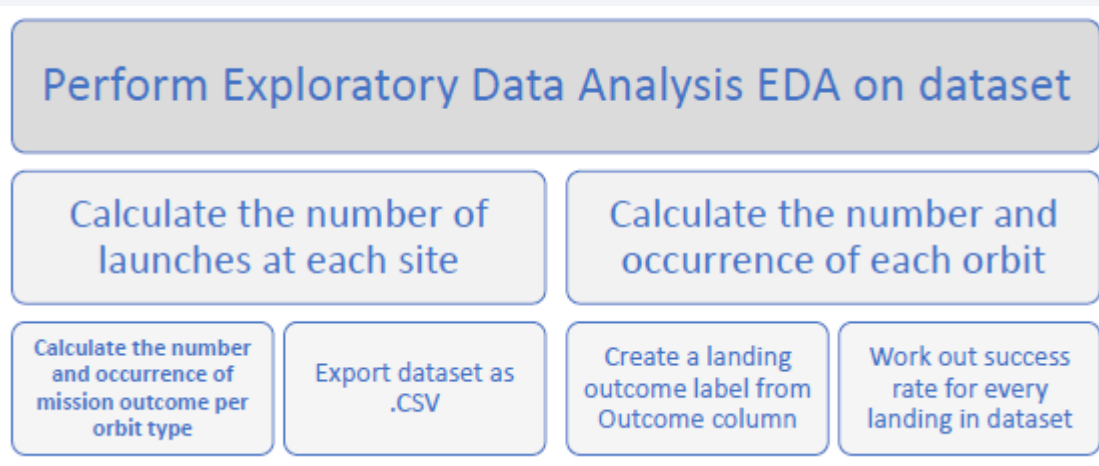 Perform Exploratory Data Analysis EDA on dataset
Calculate the number of
launches at each site
Calculate the number and
occurrence of each orbit
Calculate the number
and occurrence of
mission outcome per
orbit type
Export dataset as
.CSV
Create a landing
outcome label from
Outcome column
Work out success
rate for every
landing in dataset